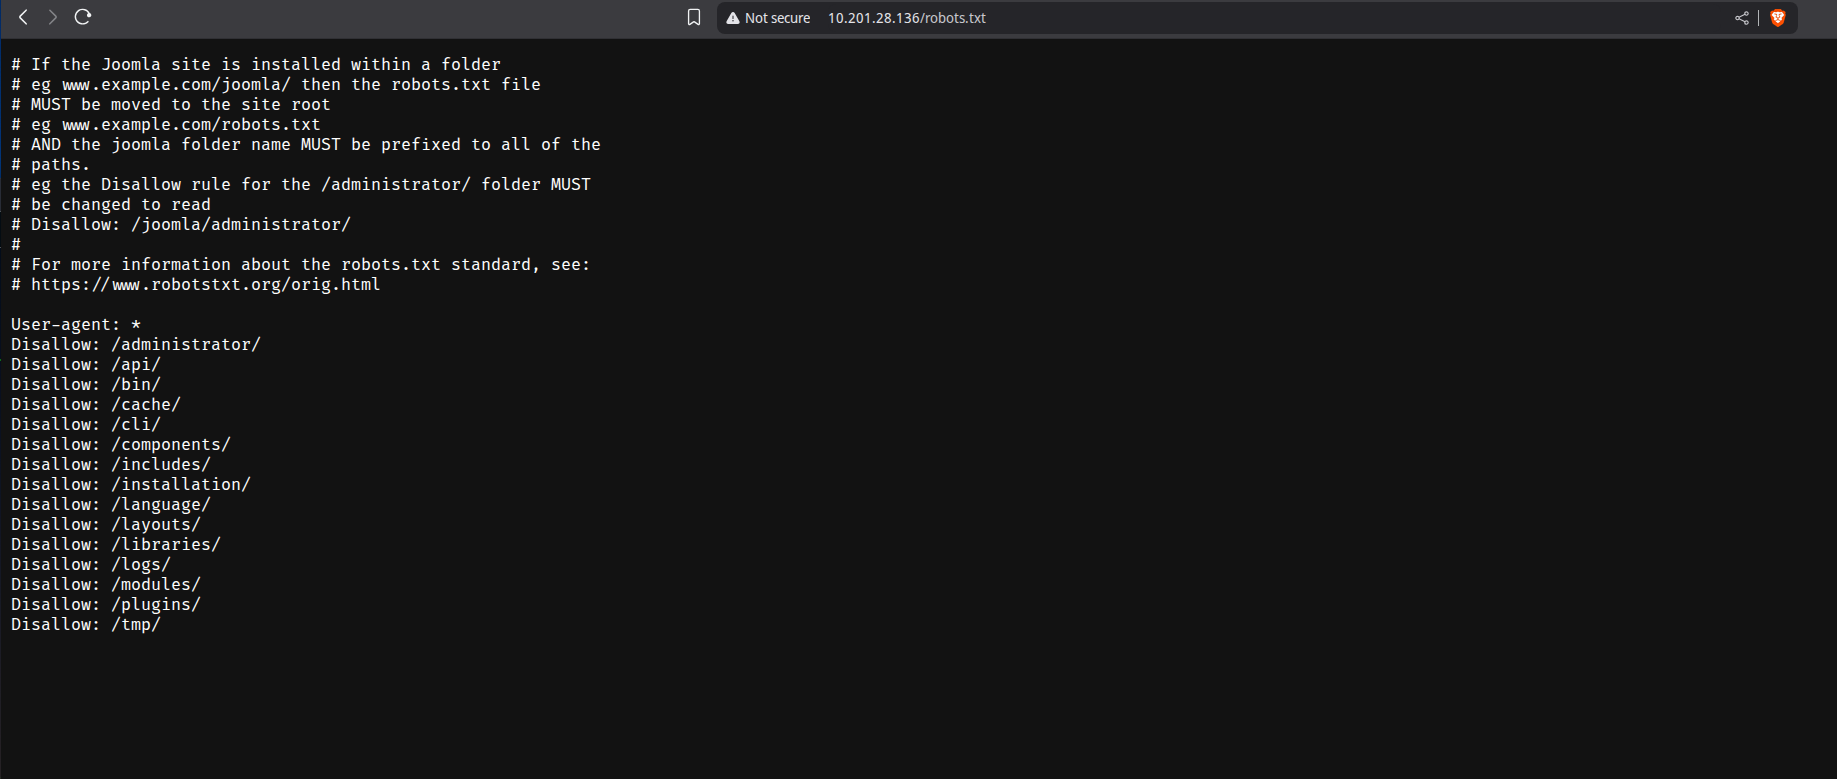 Not secure 10.201.28.136/robots.txt
# If the Joomla site is installed within a folder
# eg www.example.com/joomla/ then the robots.txt file
# MUST be moved to the site root
# eg www.example.com/robots.txt
# AND the joomla folder name MUST be prefixed to all of the
# paths.
# eg the Disallow rule for the /administrator/ folder MUST
# be changed to read
# Disallow: /joomla/administrator/
#
# For more information about the robots.txt standard, see:
# https://www.robotstxt.org/orig.html
User-agent: *
Disallow: /administrator/
Disallow: /api/
Disallow: /bin/
Disallow: /cache/
Disallow: /cli/
Disallow: /components/
Disallow: /includes/
Disallow: /installation/
Disallow: /language/
Disallow: /layouts/
Disallow: /libraries/
Disallow: /logs/
Disallow: /modules/
Disallow: /plugins/
Disallow: /tmp/